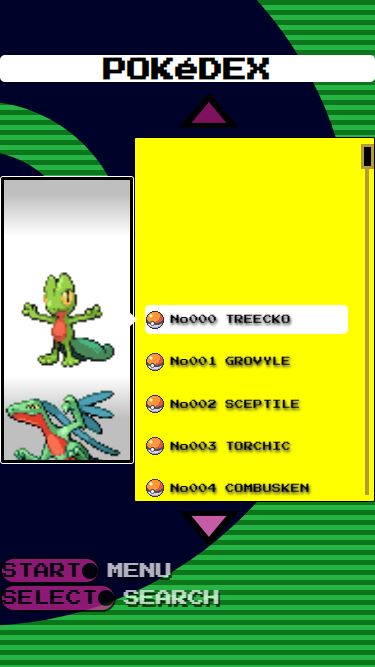 POKéDEX
No000 TREECKO
No001 GROVYLE
No002 SCEPTILE
No003 TORCHIC
No004 COMBUSKEN
START MENU
SELECT SEARCH